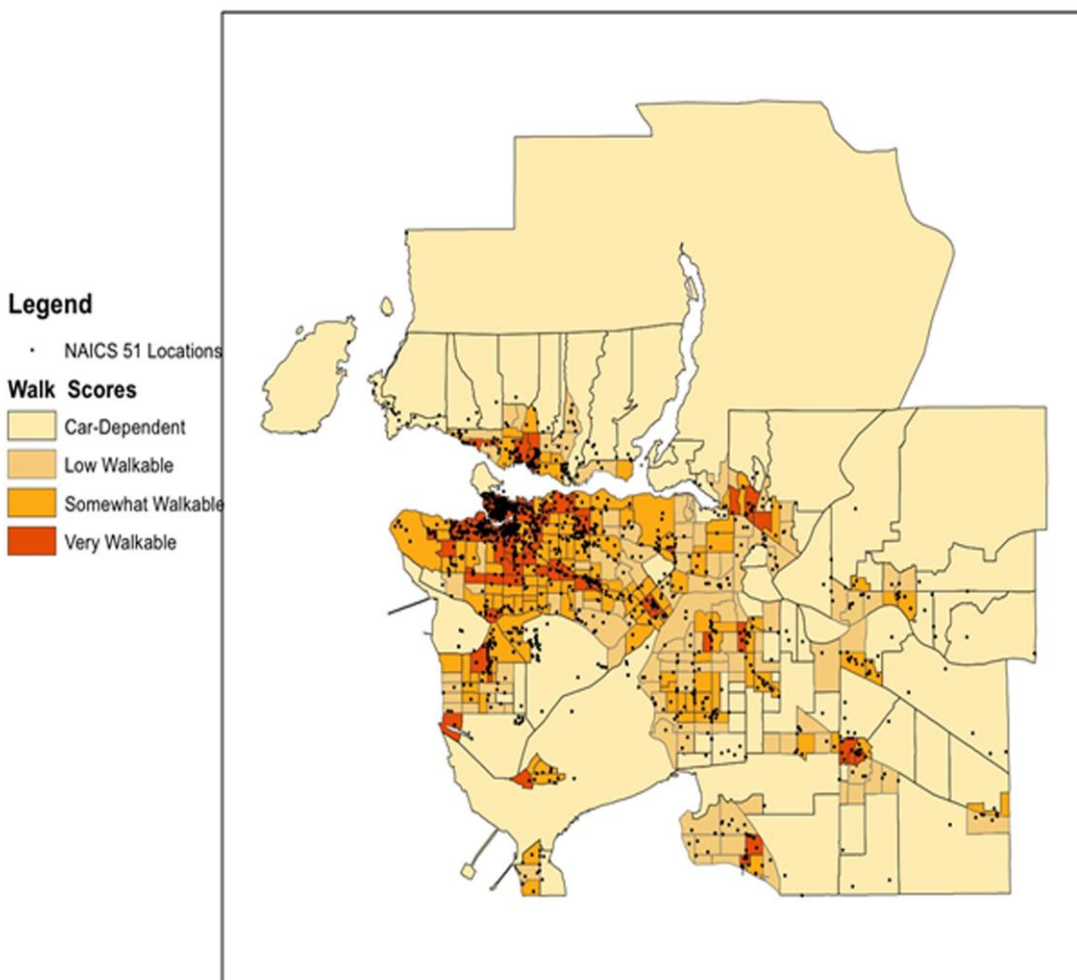 Legend
NAICS 51 Locations
Walk Scores
Car-Dependent
Low Walkable
Somewhat Walkable
Very Walkable